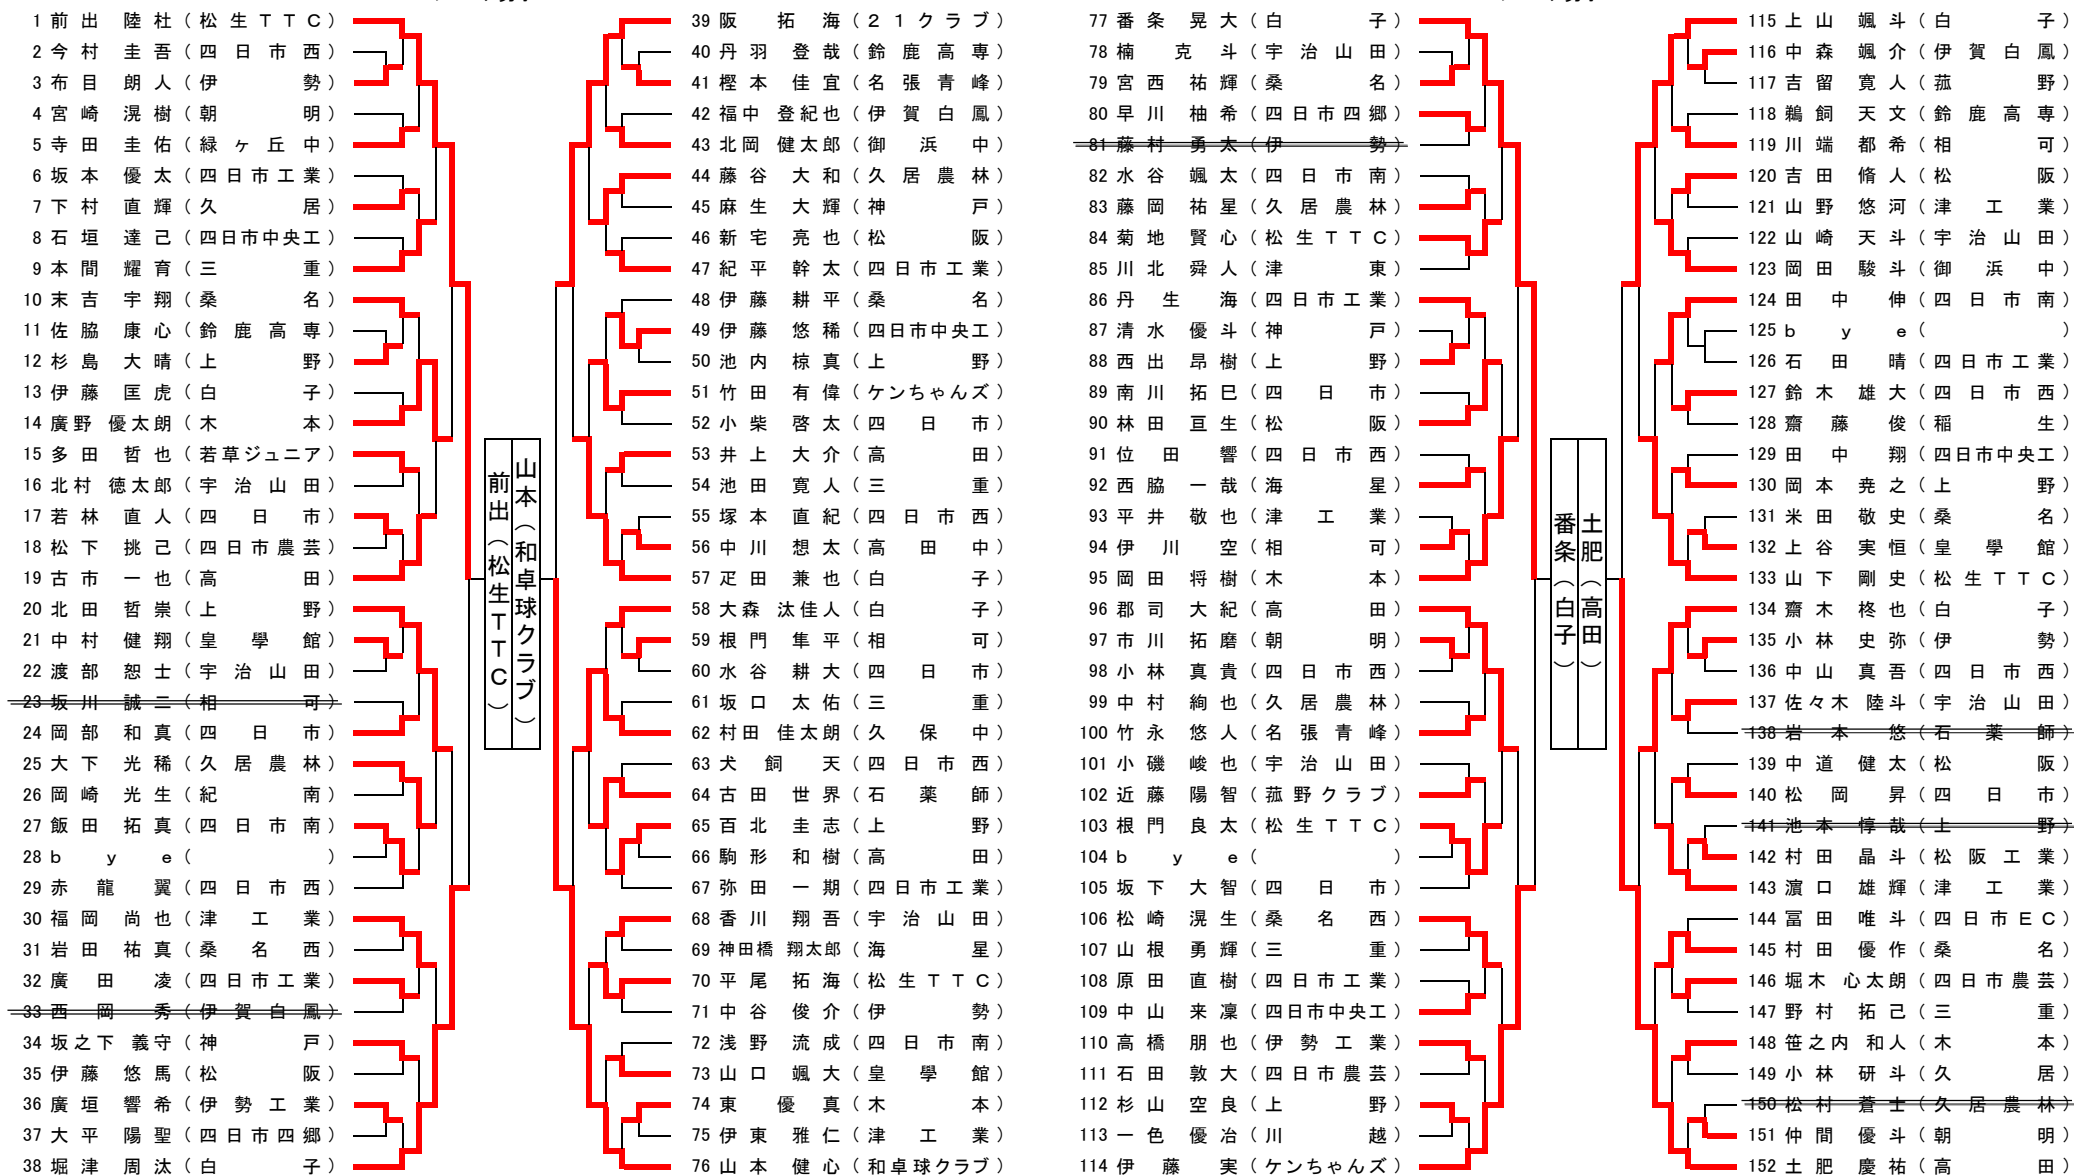 1 前出 陸杜 (松生TTC)
2 今村 圭吾 (四日市西)
3 布目 朗人 (伊勢)
4 宮崎 滉樹 (朝明)
5 寺田 圭佑 (緑ヶ丘中)
6 坂本 優太 (四日市工業)
7 下村 直輝 (久居)
8 石垣 達己 (四日市中央工)
9 本間 耀育 (三重)
10 末吉 宇翔 (桑名)
11 佐脇 康心 (鈴鹿高専)
12 杉島 大晴 (上野)
13 伊藤 匡虎 (白子)
14 廣野 優太朗 (木本)
15 多田 哲也 (若草ジュニア)
16 北村 徳太郎 (宇治山田)
17 若林 直人 (四日市)
18 松下 挑己 (四日市農芸)
19 古市 一也 (高田)
20 北田 哲崇 (上野)
21 中村 健翔 (皇學館)
22 渡部 恕士 (宇治山田)
23 坂川 誠二 (相可)
24 岡部 和真 (四日市)
25 大下 光稀 (久居農林)
26 岡崎 光生 (紀南)
27 飯田 拓真 (四日市南)
28 bye ( )
29 赤龍 翼 (四日市西)
30 福岡 尚也 (津工業)
31 岩田 祐真 (桑名西)
32 廣田 凌 (四日市工業)
33 西岡 秀 (伊賀白鳳)
34 坂之下 義守 (神戸)
35 伊藤 悠馬 (松阪)
36 廣垣 響希 (伊勢工業)
37 大平 陽聖 (四日市四郷)
38 堀津 周汰 (白子)
前出(松生TTC)
山本(和卓球クラブ)
39 阪 拓海 (21クラブ)
40 丹羽 登哉 (鈴鹿高専)
41 樫本 佳宜 (名張青峰)
42 福中 登紀也 (伊賀白鳳)
43 北岡 健太郎 (御浜中)
44 藤谷 大和 (久居農林)
45 麻生 大輝 (神戸)
46 新宅 亮也 (松阪)
47 紀平 幹太 (四日市工業)
48 伊藤 耕平 (桑名)
49 伊藤 悠稀 (四日市中央工)
50 池内 椋真 (上野)
51 竹田 有偉 (ケンちゃんズ)
52 小柴 啓太 (四日市)
53 井上 大介 (高田)
54 池田 寛人 (三重)
55 塚本 直紀 (四日市西)
56 中川 想太 (高田中)
57 疋田 兼也 (白子)
58 大森 汰佳人 (白子)
59 根門 隼平 (相可)
60 水谷 耕大 (四日市)
61 坂口 太佑 (三重)
62 村田 佳太朗 (久保中)
63 犬飼 天 (四日市西)
64 古田 世界 (石薬師)
65 百北 圭志 (上野)
66 駒形 和樹 (高田)
67 弥田 一期 (四日市工業)
68 香川 翔吾 (宇治山田)
69 神田橋 翔太郎 (海星)
70 平尾 拓海 (松生TTC)
71 中谷 俊介 (伊勢)
72 浅野 流成 (四日市南)
73 山口 颯大 (皇學館)
74 東 優真 (木本)
75 伊東 雅仁 (津工業)
76 山本 健心 (和卓球クラブ)
77 番条 晃大 (白子)
78 楠 克斗 (宇治山田)
79 宮西 祐輝 (桑名)
80 早川 柚希 (四日市四郷)
81 藤村 勇太 (伊勢)
82 水谷 颯太 (四日市南)
83 藤岡 祐星 (久居農林)
84 菊地 賢心 (松生TTC)
85 川北 舜人 (津東)
86 丹生 海 (四日市工業)
87 清水 優斗 (神戸)
88 西出 昂樹 (上野)
89 南川 拓巳 (四日市)
90 林田 亘生 (松阪)
91 位田 響 (四日市西)
92 西脇 一哉 (海星)
93 平井 敬也 (津工業)
94 伊川 空 (相可)
95 岡田 将樹 (木本)
96 郡司 大紀 (高田)
97 市川 拓磨 (朝明)
98 小林 真貴 (四日市西)
99 中村 絢也 (久居農林)
100 竹永 悠人 (名張青峰)
101 小磯 峻也 (宇治山田)
102 近藤 陽智 (菰野クラブ)
103 根門 良太 (松生TTC)
104 bye ( )
105 坂下 大智 (四日市)
106 松崎 滉生 (桑名西)
107 山根 勇輝 (三重)
108 原田 直樹 (四日市工業)
109 中山 来凜 (四日市中央工)
110 高橋 朋也 (伊勢工業)
111 石田 敦大 (四日市農芸)
112 杉山 空良 (上野)
113 一色 優冶 (川越)
114 伊藤 実 (ケンちゃんズ)
番条(白子)
土肥(高田)
115 上山 颯斗 (白子)
116 中森 颯介 (伊賀白鳳)
117 吉留 寛人 (菰野)
118 鵜飼 天文 (鈴鹿高専)
119 川端 都希 (相可)
120 吉田 脩人 (松阪)
121 山野 悠河 (津工業)
122 山崎 天斗 (宇治山田)
123 岡田 駿斗 (御浜中)
124 田中 伸 (四日市南)
125 bye ( )
126 石田 晴 (四日市工業)
127 鈴木 雄大 (四日市西)
128 齋藤 俊 (稲生)
129 田中 翔 (四日市中央工)
130 岡本 尭之 (上野)
131 米田 敬史 (桑名)
132 上谷 実恒 (皇學館)
133 山下 剛史 (松生TTC)
134 齋木 柊也 (白子)
135 小林 史弥 (伊勢)
136 中山 真吾 (四日市西)
137 佐々木 陸斗 (宇治山田)
138 岩本 悠 (石薬師)
139 中道 健太 (松阪)
140 松岡 昇 (四日市)
141 池本 惇哉 (上野)
142 村田 晶斗 (松阪工業)
143 濵口 雄輝 (津工業)
144 冨田 唯斗 (四日市EC)
145 村田 優作 (桑名)
146 堀木 心太朗 (四日市農芸)
147 野村 拓己 (三重)
148 笹之内 和人 (木本)
149 小林 研斗 (久居)
150 松村 蒼士 (久居農林)
151 仲間 優斗 (朝明)
152 土肥 慶祐 (高田)